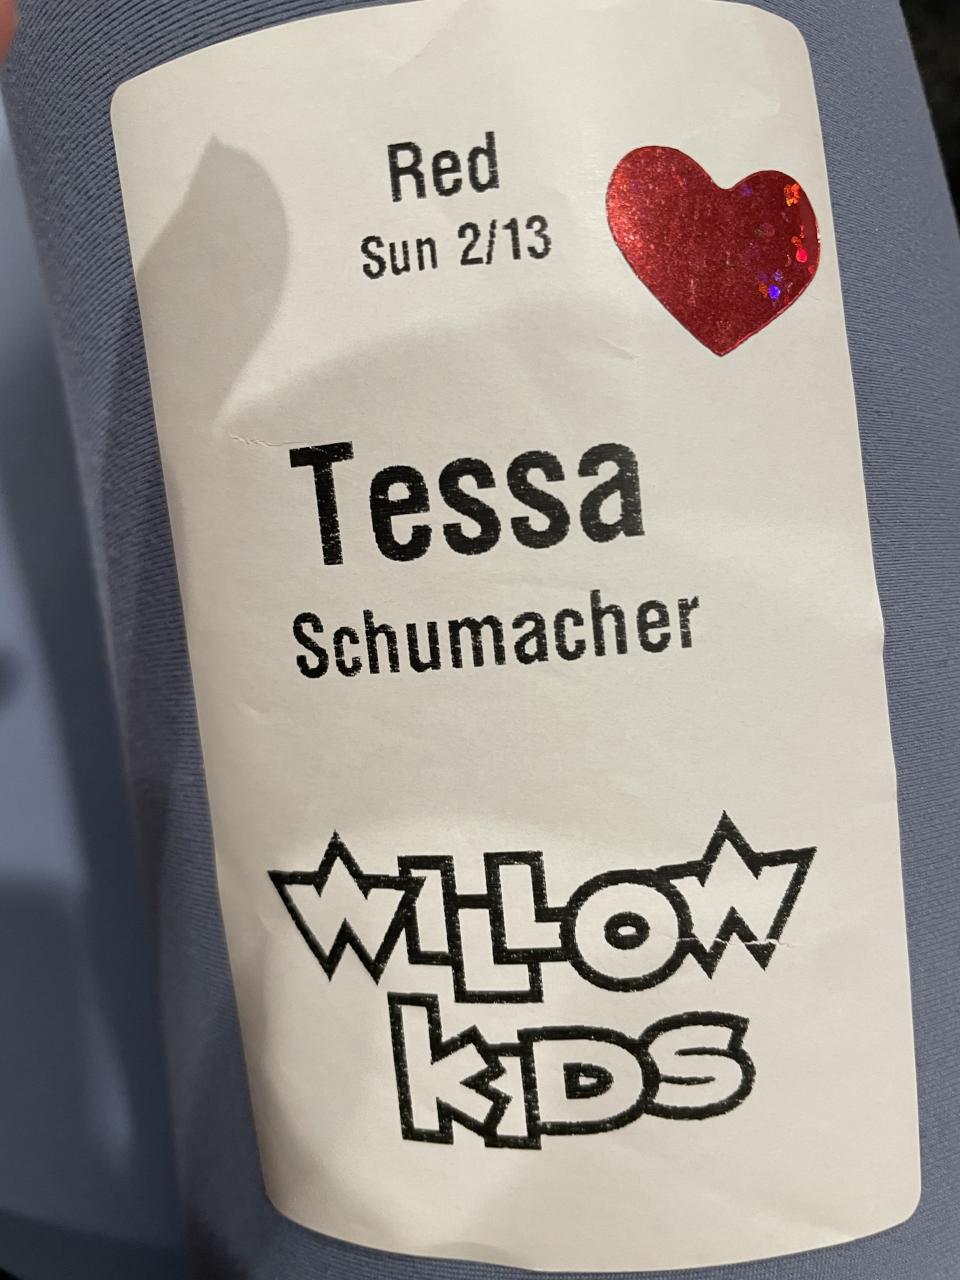 Red
Sun 2/13
Tessa
Schumacher
WILLOW
KIDS